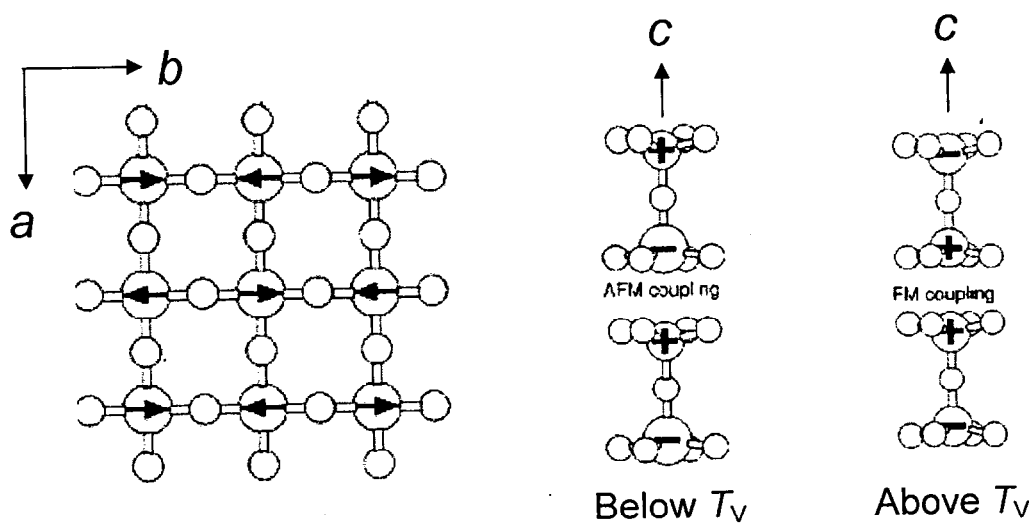 b
a
c
+
-
AFM coupling
+
-
Below Tv
c
-
+
FM coupling
+
-
Above Tv